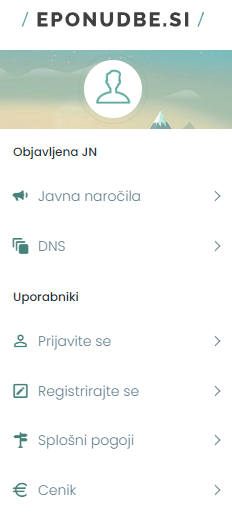 / EPONUDBE.SI /
Objavljena JN
Javna naročila
DNS
Uporabniki
Prijavite se
Registrirajte se
Splošni pogoji
Cenik